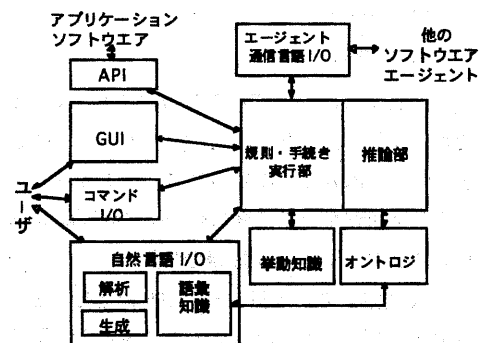 アプリケーション
ソフトウエア
API
GUI
ユーザ
コマンド
I/O
自然言語 I/O
解析
生成
語彙
知識
エージェント
通信言語 I/O
他の
ソフトウエア
エージェント
規則・手続き
実行部
推論部
挙動知識
オントロジ